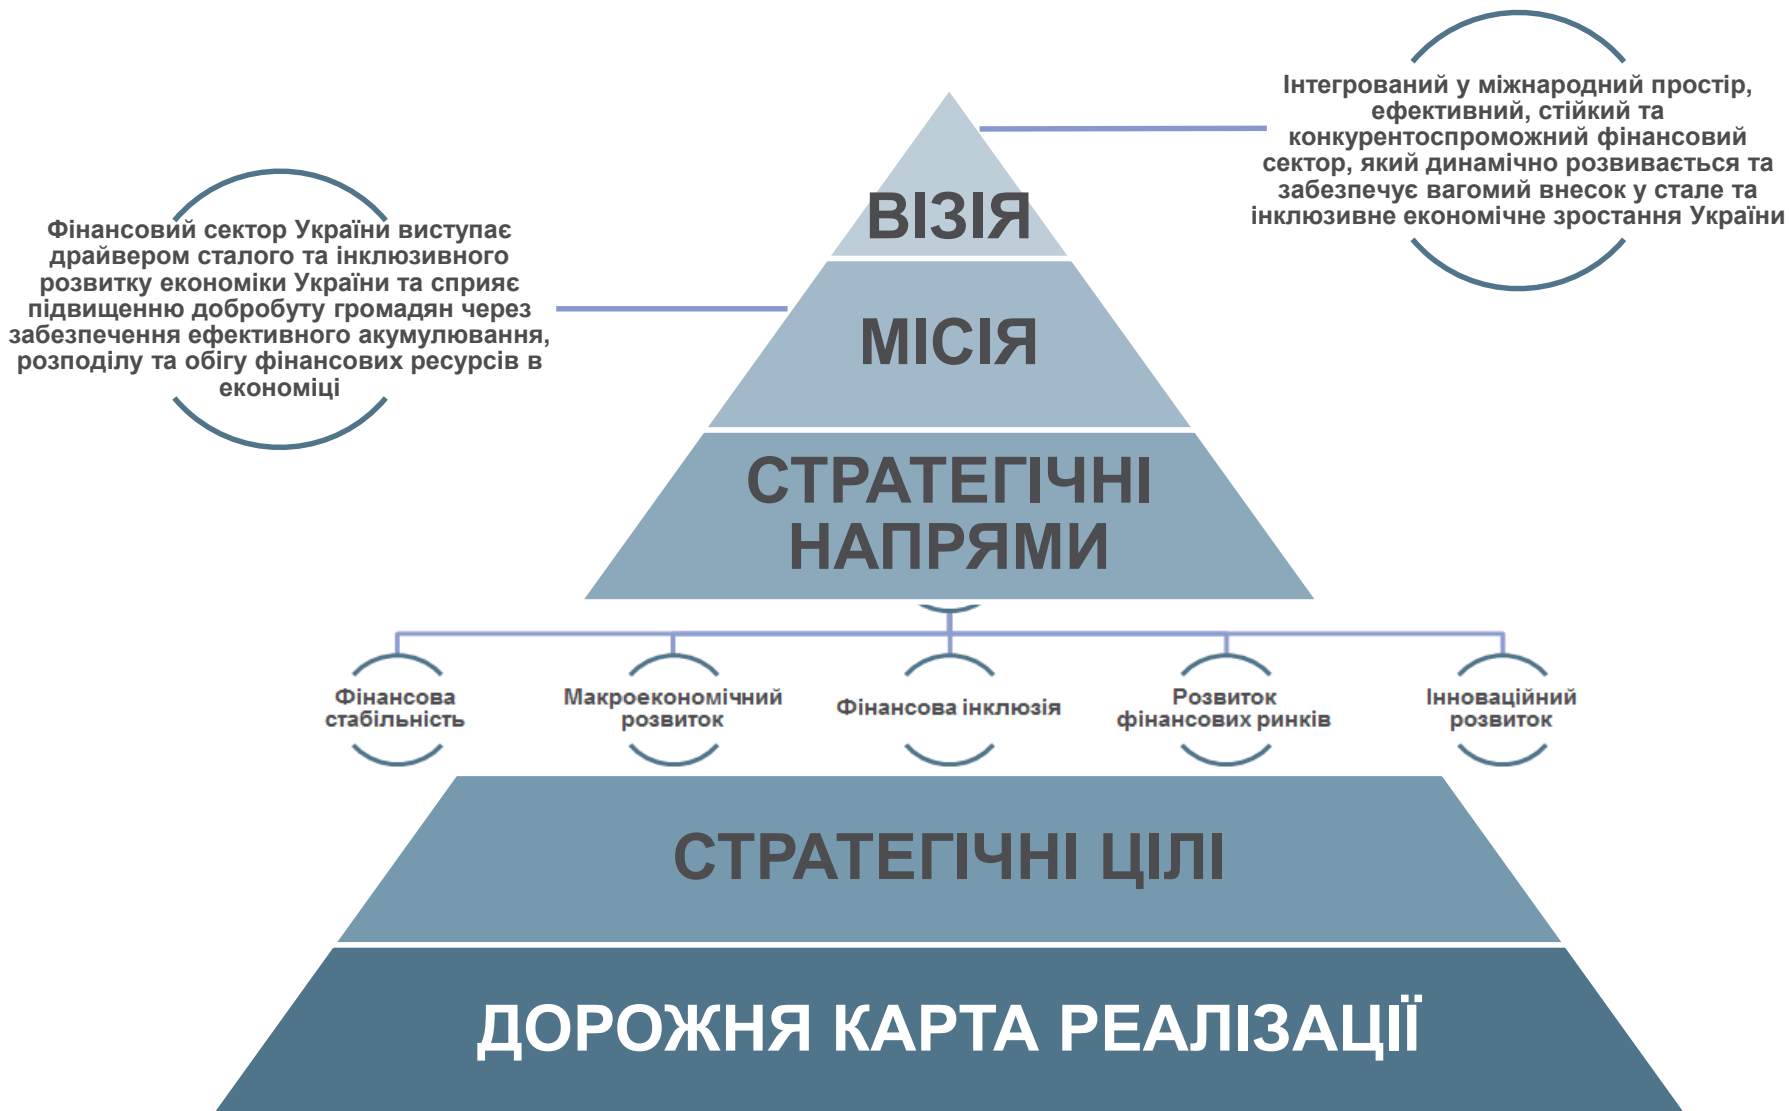 Інтегрований у міжнародний простір,
ефективний, стійкий та
конкурентоспроможний фінансовий
сектор, який динамічно розвивається та
забезпечує вагомий внесок у стале та
інклюзивне економічне зростання України
Фінансовий сектор України виступає
драйвером сталого та інклюзивного
розвитку економіки України та сприяє
підвищенню добробуту громадян через
забезпечення ефективного акумулювання,
розподілу та обігу фінансових ресурсів в
економіці
ВІЗІЯ
МІСІЯ
СТРАТЕГІЧНІ
НАПРЯМИ
Фінансова
стабільність
Макроекономічний
розвиток
Фінансова інклюзія
Розвиток
фінансових ринків
Інноваційний
розвиток
СТРАТЕГІЧНІ ЦІЛІ
ДОРОЖНЯ КАРТА РЕАЛІЗАЦІЇ